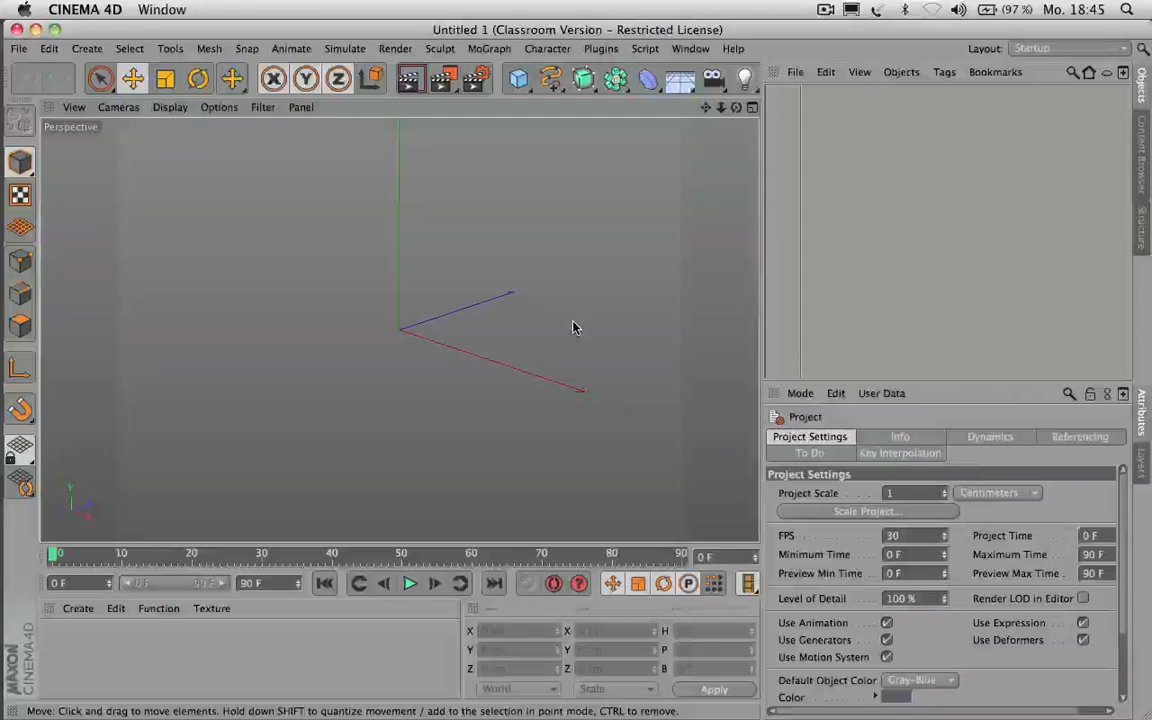 CINEMA 4D Window (97 %) Mo. 18:45
Untitled 1 (Classroom Version - Restricted License)
File Edit Create Select Tools Mesh Snap Animate Simulate Render Sculpt MoGraph Character Plugins Script Window Help Layout: Startup
File Edit View Objects Tags Bookmarks
View Cameras Display Options Filter Panel
Perspective
Y
Objects
Content Browser
Structure
Mode Edit User Data
Project
Project Settings Info Dynamics Referencing
To Do Key Interpolation
Project Settings
Project Scale 1 Centimeters
Scale Project...
FPS 30 Project Time 0 F
Minimum Time 0 F Maximum Time 90 F
Preview Min Time 0 F Preview Max Time 90 F
Level of Detail 100 % Render LOD in Editor
Use Animation Use Expression
Use Generators Use Deformers
Use Motion System
Default Object Color Gray-Blue
Color
Attributes
Layers
0 10 20 30 40 50 60 70 80 90 0 F
0 F 0 F 90 F 90 F
Create Edit Function Texture
X X H
Y Y P
Z Z B
World Scale Apply
MAXON CINEMA 4D
Move: Click and drag to move elements. Hold down SHIFT to quantize movement / add to the selection in point mode, CTRL to remove.